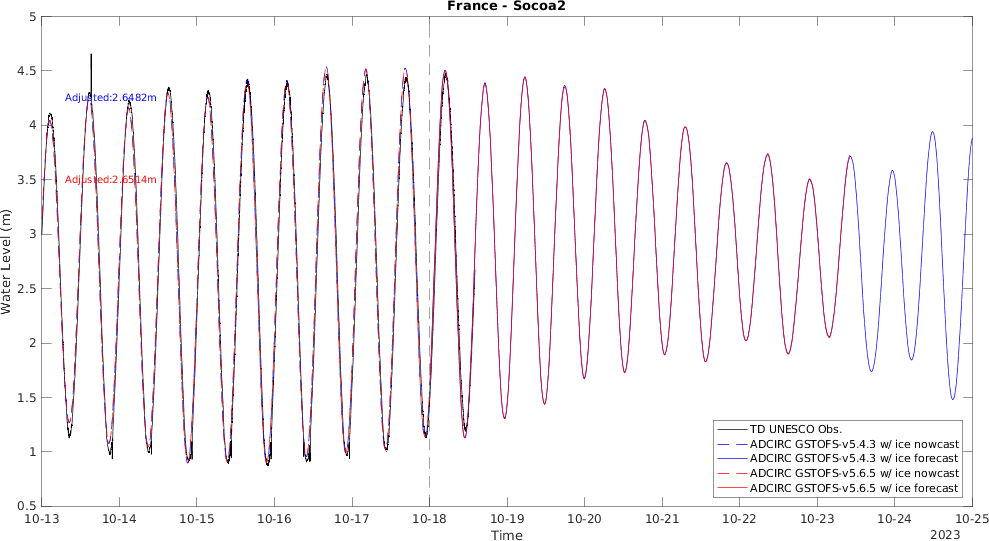 France - Socoa2
Water Level (m)
5
4.5
4
3.5
3
2.5
2
1.5
1
0.5
Adjusted:2.6482m
Adjusted:2.6514m
TD UNESCO Obs.
ADCIRC GSTOFS-v5.4.3 w/ ice nowcast
ADCIRC GSTOFS-v5.4.3 w/ ice forecast
ADCIRC GSTOFS-v5.6.5 w/ ice nowcast
ADCIRC GSTOFS-v5.6.5 w/ ice forecast
10-13 10-14 10-15 10-16 10-17 10-18 10-19 10-20 10-21 10-22 10-23 10-24 10-25
Time
2023